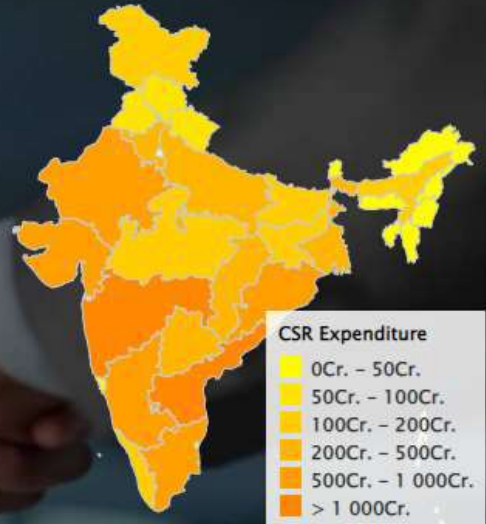 CSR Expenditure
0Cr. – 50Cr.
50Cr. – 100Cr.
100Cr. – 200Cr.
200Cr. – 500Cr.
500Cr. – 1 000Cr.
> 1 000Cr.